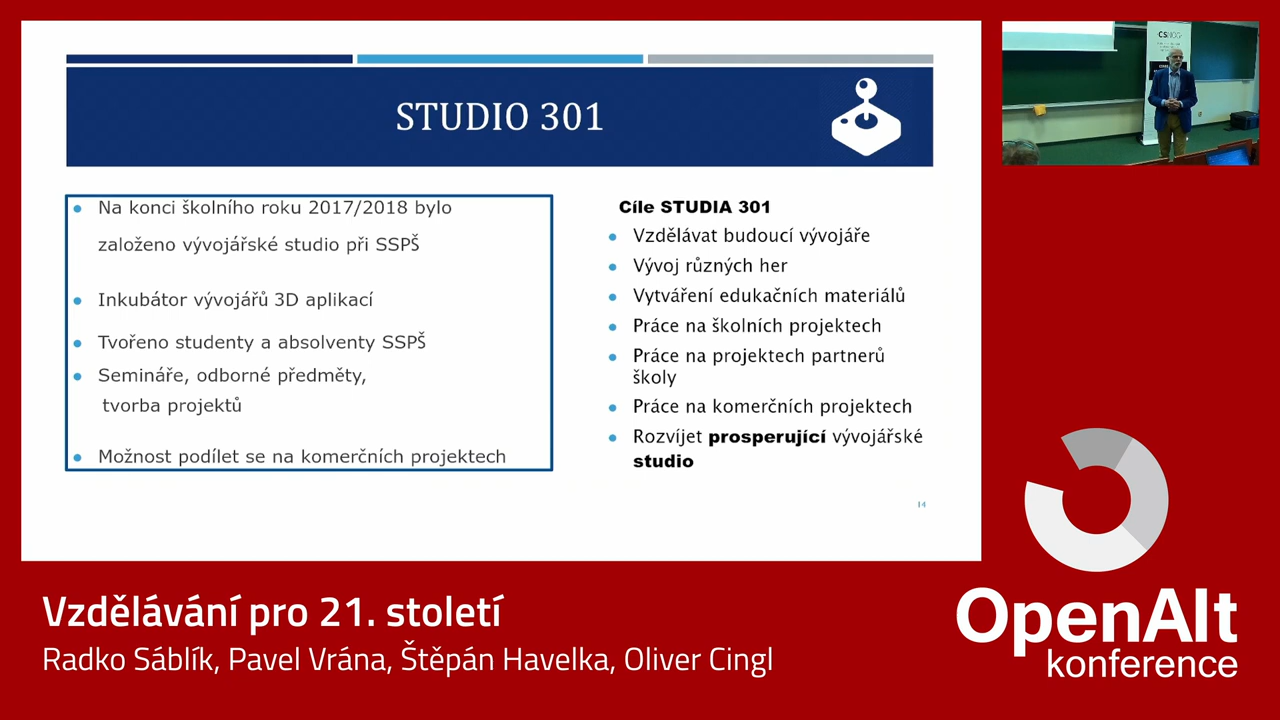 STUDIO 301
Na konci školního roku 2017/2018 bylo
založeno vývojářské studio při SSPŠ
Inkubátor vývojářů 3D aplikací
Tvořeno studenty a absolventy SSPŠ
Semináře, odborné předměty,
tvorba projektů
Možnost podílet se na komerčních projektech
Cíle STUDIA 301
Vzdělávat budoucí vývojáře
Vývoj různých her
Vytváření edukačních materiálů
Práce na školních projektech
Práce na projektech partnerů
školy
Práce na komerčních projektech
Rozvíjet prosperující vývojářské
studio
14
Vzdělávání pro 21. století
Radko Sáblík, Pavel Vrána, Štěpán Havelka, Oliver Cingl
OpenAlt
konference